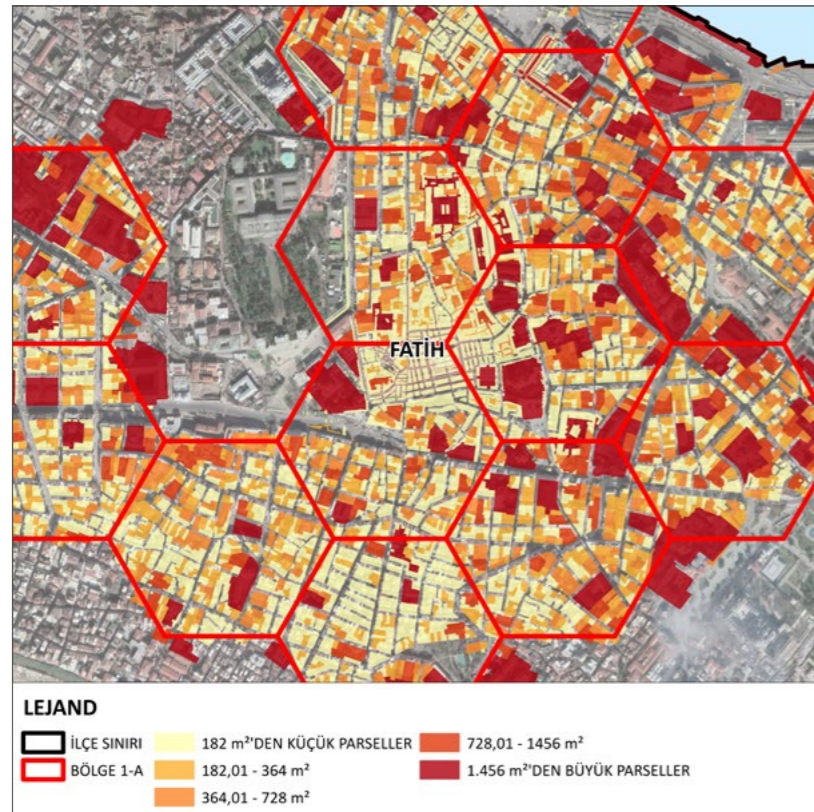 FATİH
LEJAND
İLÇE SINIRI
BÖLGE 1-A
182 m²'DEN KÜÇÜK PARSELLER
182,01 - 364 m²
364,01 - 728 m²
728,01 - 1456 m²
1.456 m²'DEN BÜYÜK PARSELLER